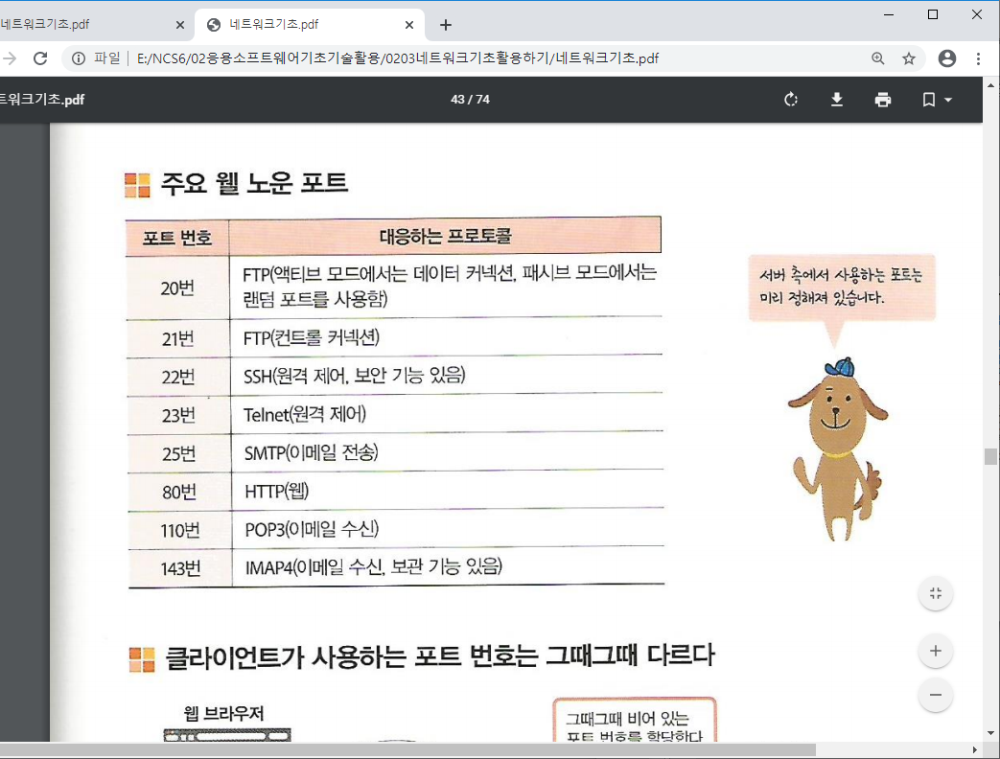 네트워크기초.pdf
네트워크기초.pdf
파일 | E:/NCS6/02응용소프트웨어기초기술활용/0203네트워크기초활용하기/네트워크기초.pdf
트워크기초.pdf
43 / 74
주요 웰 노운 포트
포트 번호 대응하는 프로토콜
20번 FTP(액티브 모드에서는 데이터 커넥션, 패시브 모드에서는
랜덤 포트를 사용함)
21번 FTP(컨트롤 커넥션)
22번 SSH(원격 제어, 보안 기능 있음)
23번 Telnet(원격 제어)
25번 SMTP(이메일 전송)
80번 HTTP(웹)
110번 POP3(이메일 수신)
143번 IMAP4(이메일 수신, 보관 기능 있음)
서버 측에서 사용하는 포트는
미리 정해져 있습니다.
클라이언트가 사용하는 포트 번호는 그때그때 다르다
웹 브라우저
그때그때 비어 있는
포트 번호를 할당한다